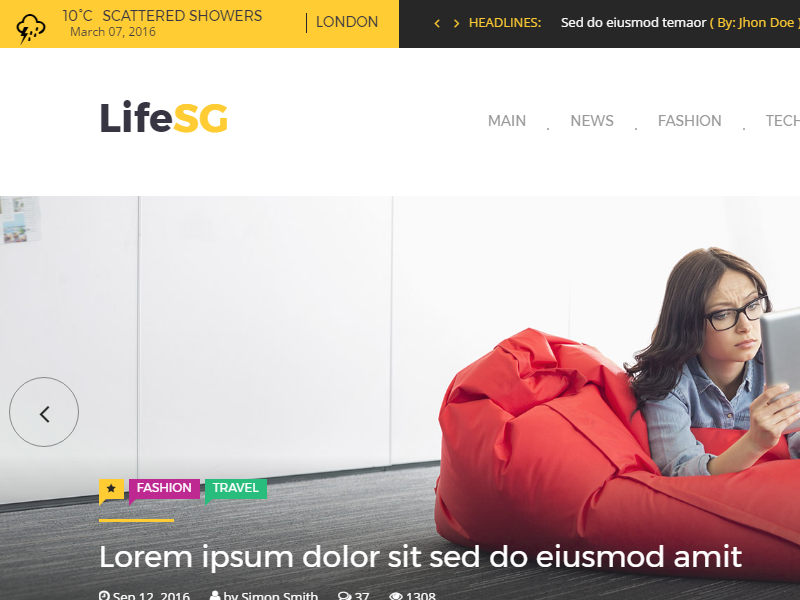 10°C SCATTERED SHOWERS
March 07, 2016
LONDON
HEADLINES: Sed do eiusmod temaor ( By: Jhon Doe )
LifeSG
MAIN . NEWS . FASHION . TECH
FASHION TRAVEL
Lorem ipsum dolor sit sed do eiusmod amit
Sep 12, 2016 by Simon Smith 37 1308